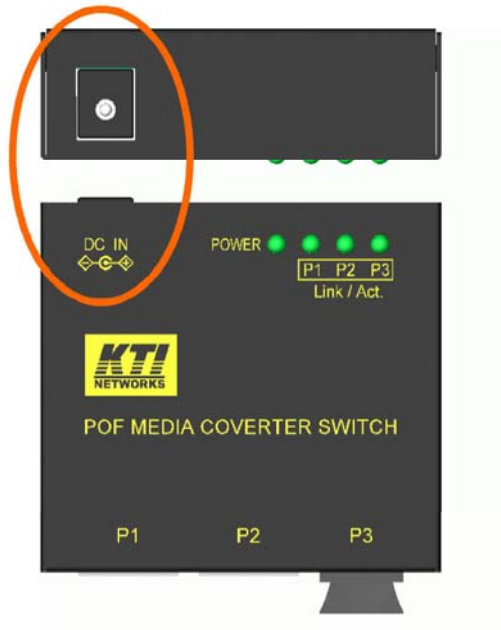 DC IN
POWER
P1 P2 P3
Link / Act.
KTI
NETWORKS
POF MEDIA COVERTER SWITCH
P1 P2 P3